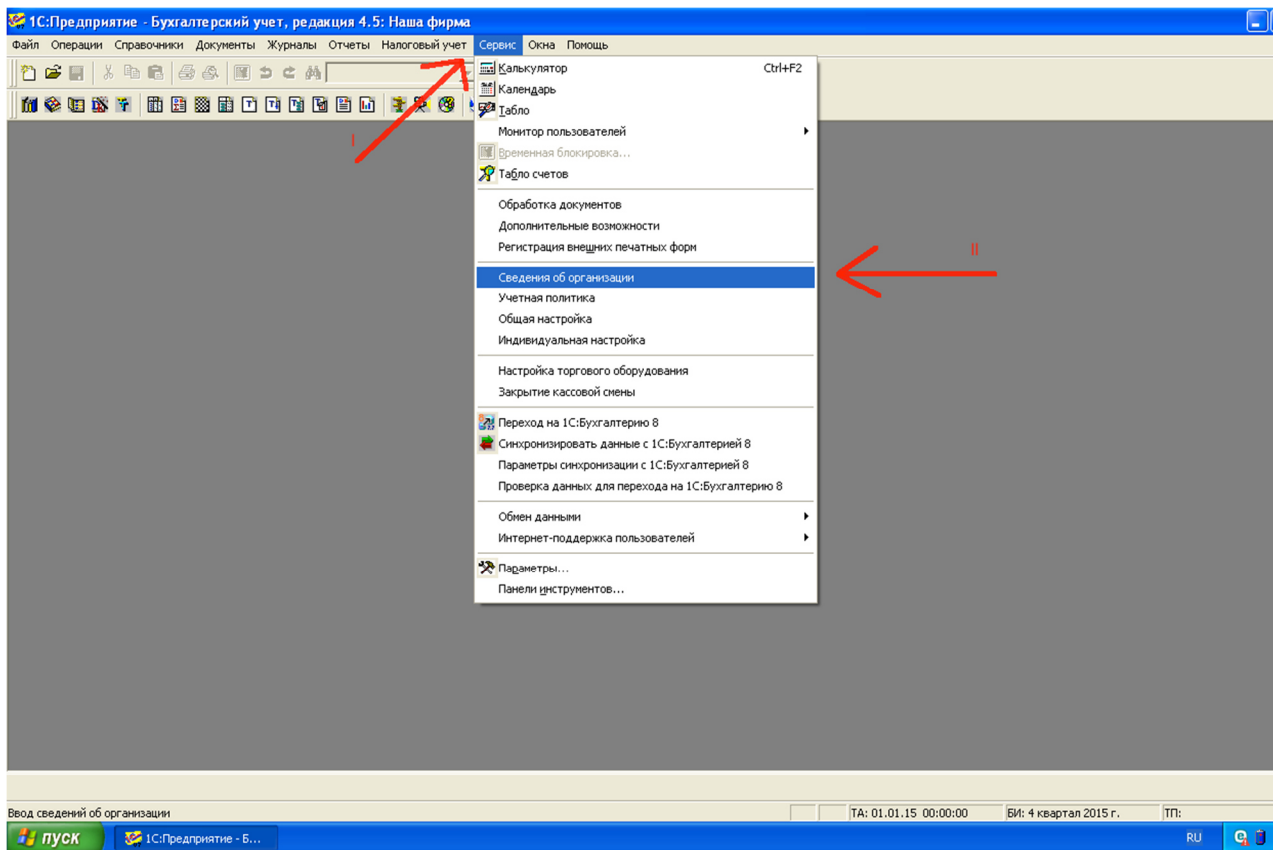 1С:Предприятие - Бухгалтерский учет, редакция 4.5: Наша фирма
Файл Операции Справочники Документы Журналы Отчеты Налоговый учет Сервис Окна Помощь
Калькулятор Ctrl+F2
Календарь
Табло
I
Монитор пользователей
Временная блокировка...
Табло счетов
Обработка документов
Дополнительные возможности
Регистрация внешних печатных форм
II
Сведения об организации
Учетная политика
Общая настройка
Индивидуальная настройка
Настройка торгового оборудования
Закрытие кассовой смены
Переход на 1С:Бухгалтерию 8
Синхронизировать данные с 1С:Бухгалтерией 8
Параметры синхронизации с 1С:Бухгалтерией 8
Проверка данных для перехода на 1С:Бухгалтерию 8
Обмен данными
Интернет-поддержка пользователей
Параметры...
Панели инструментов...
Ввод сведений об организации TA: 01.01.15 00:00:00 БИ: 4 квартал 2015 г. ТП:
пуск 1С:Предприятие - Б... RU